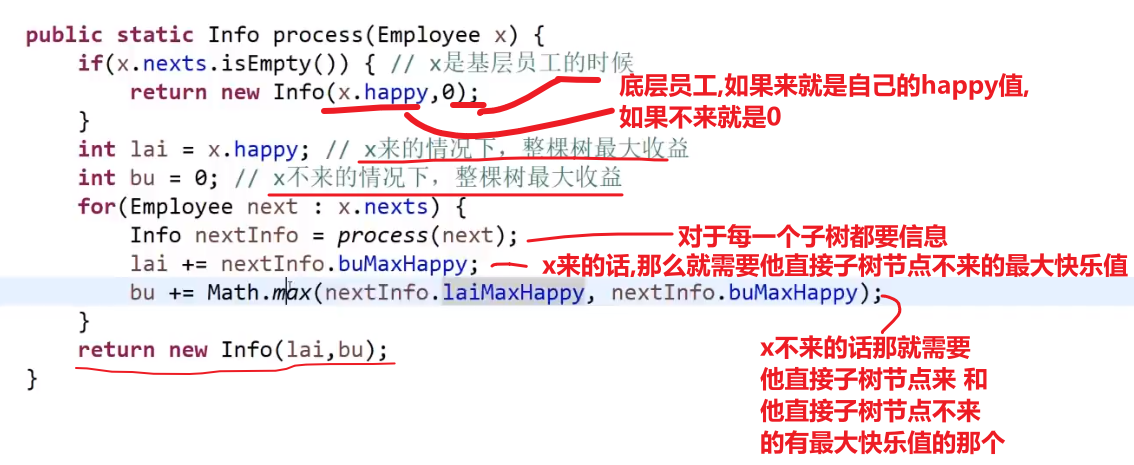 public static Info process(Employee x) {
if(x.nexts.isEmpty()) { // x是基层员工的时候
return new Info(x.happy,0);
底层员工,如果来就是自己的happy值,
如果不来就是0
}
int lai = x.happy; // x来的情况下，整棵树最大收益
int bu = 0; // x不来的情况下，整棵树最大收益
for(Employee next : x.nexts) {
Info nextInfo = process(next);
对于每一个子树都要信息
lai += nextInfo.buMaxHappy;
x来的话,那么就需要他直接子树节点不来的最大快乐值
bu += Math.max(nextInfo.laiMaxHappy, nextInfo.buMaxHappy);
}
return new Info(lai,bu);
}
x不来的话那就需要
他直接子树节点来 和
他直接子树节点不来
的有最大快乐值的那个